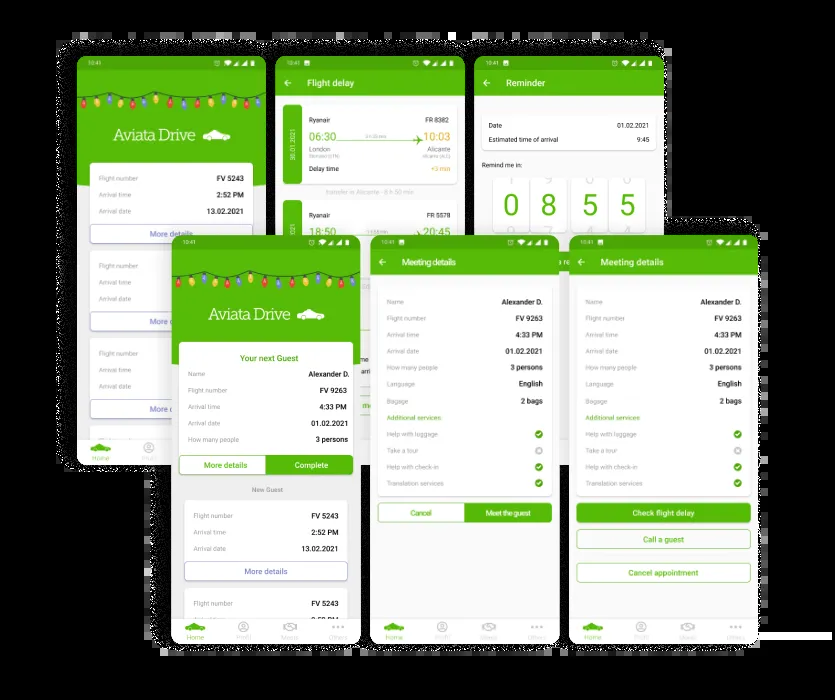 10:41
Aviata Drive
Flight number FV 5243
Arrival time 2:52 PM
Arrival date 13.02.2021
More details
Flight number
Arrival time
Arrival date
More
Flight number
Arrival time
Arrival date
More
Home
Profil
10:41
Flight delay
30.01.2021
Ryanair FR 8382
06:30 10:03
London Alicante
Delay time +3 min
transfer in Alicante - 8 h 50 min
2021
Ryanair FR 5578
18:50 20:45
10:41
Reminder
Date 01.02.2021
Estimated time of arrival 9:45
Remind me in:
0 8 5 5
10:41
Aviata Drive
Your next Guest
Name Alexander D.
Flight number FV 9263
Arrival time 4:33 PM
Arrival date 01.02.2021
How many people 3 persons
More details Complete
New Guest
Flight number FV 5243
Arrival time 2:52 PM
Arrival date 13.02.2021
More details
Flight number FV 5243
Home Profil Others
10:41
Meeting details
Name Alexander D.
Flight number FV 9263
Arrival time 4:33 PM
Arrival date 01.02.2021
How many people 3 persons
Language English
Bagage 2 bags
Additional services
Help with luggage
Take a tour
Help with check-in
Translation services
Cancel Meet the guest
Home Profil Others
10:41
Meeting details
Name Alexander D.
Flight number FV 9263
Arrival time 4:33 PM
Arrival date 01.02.2021
How many people 3 persons
Language English
Bagage 2 bags
Additional services
Help with luggage
Take a tour
Help with check-in
Translation services
Check flight delay
Call a guest
Cancel appointment
Home Profil Others